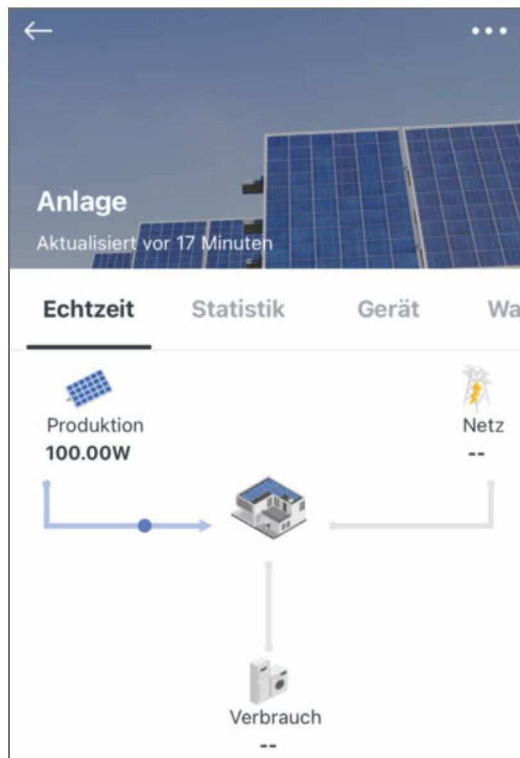 Anlage
Aktualisiert vor 17 Minuten
Echtzeit Statistik Gerät Wa
Produktion Netz
100.00W --
Verbrauch
--